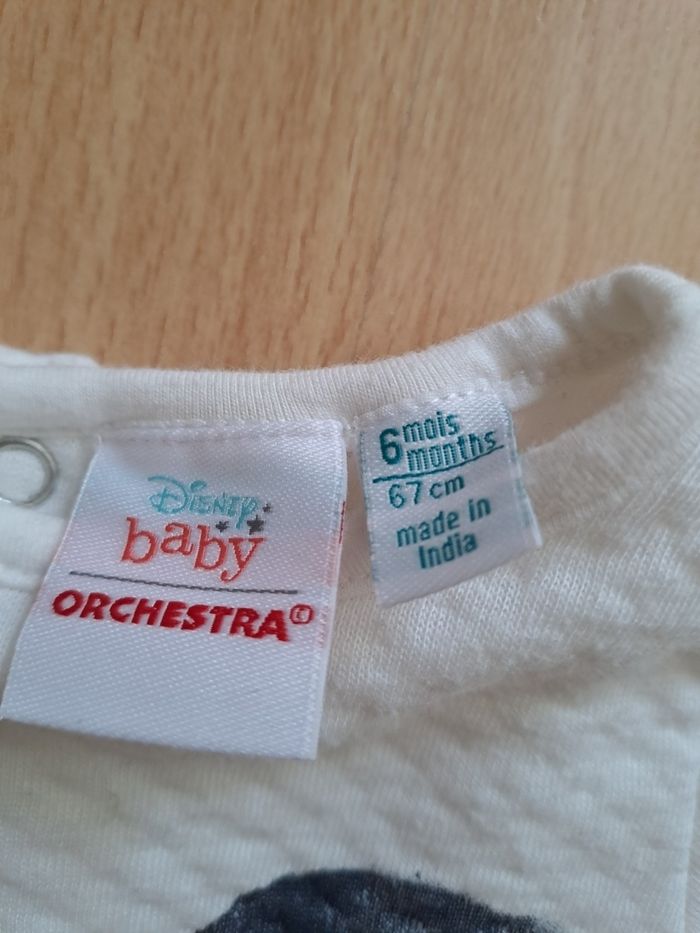 Disney
baby
ORCHESTRA©
6 mois
months
67 cm
made in
India